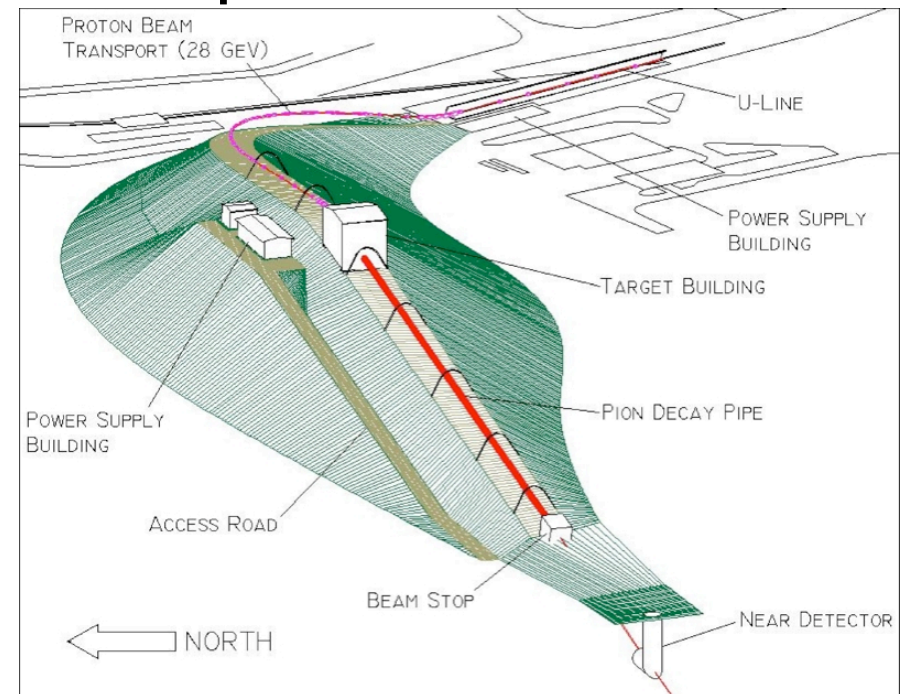 PROTON BEAM
TRANSPORT (28 GEV)
U-LINE
POWER SUPPLY
BUILDING
TARGET BUILDING
PION DECAY PIPE
POWER SUPPLY
BUILDING
ACCESS ROAD
BEAM STOP
NEAR DETECTOR
NORTH